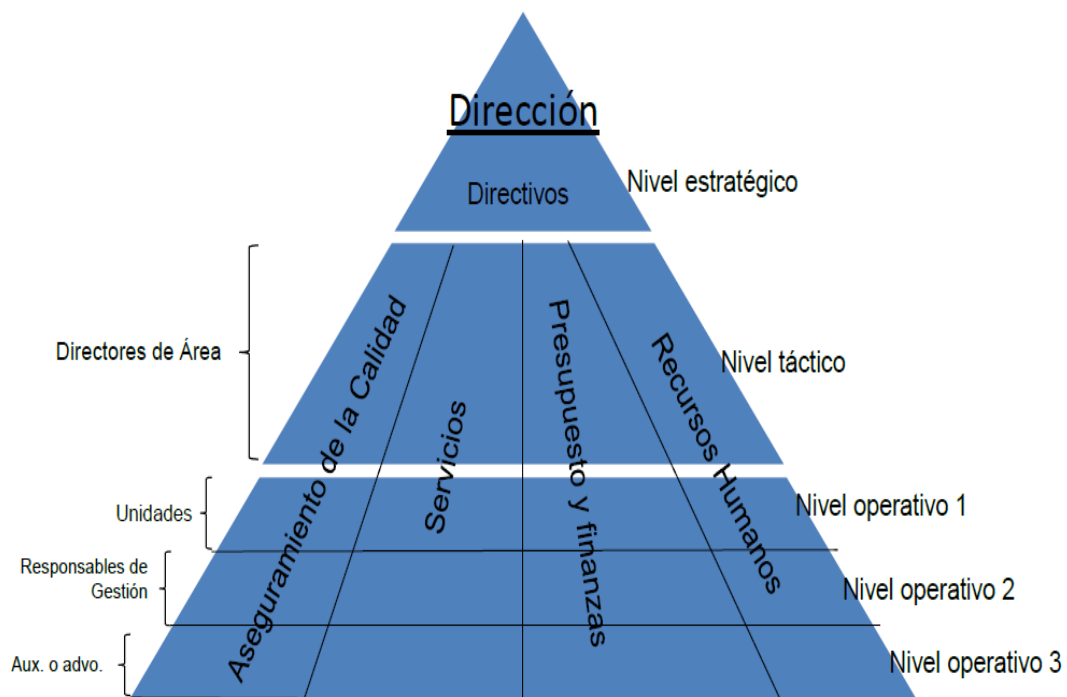 Dirección
Directivos
Nivel estratégico
Directores de Área
Aseguramiento de la Calidad
Servicios
Presupuesto y finanzas
Recursos Humanos
Nivel táctico
Unidades
Nivel operativo 1
Responsables de
Gestión
Nivel operativo 2
Aux. o advo.
Nivel operativo 3